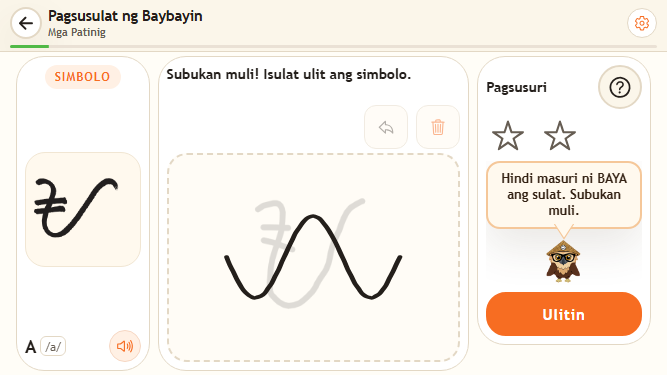 Pagsusulat ng Baybayin
Mga Patinig
SIMBOLO
ᜀ
A /a/
Subukan muli! Isulat ulit ang simbolo.
Pagsusuri
?
Hindi masuri ni BAYA
ang sulat. Subukan
muli.
Ulitin